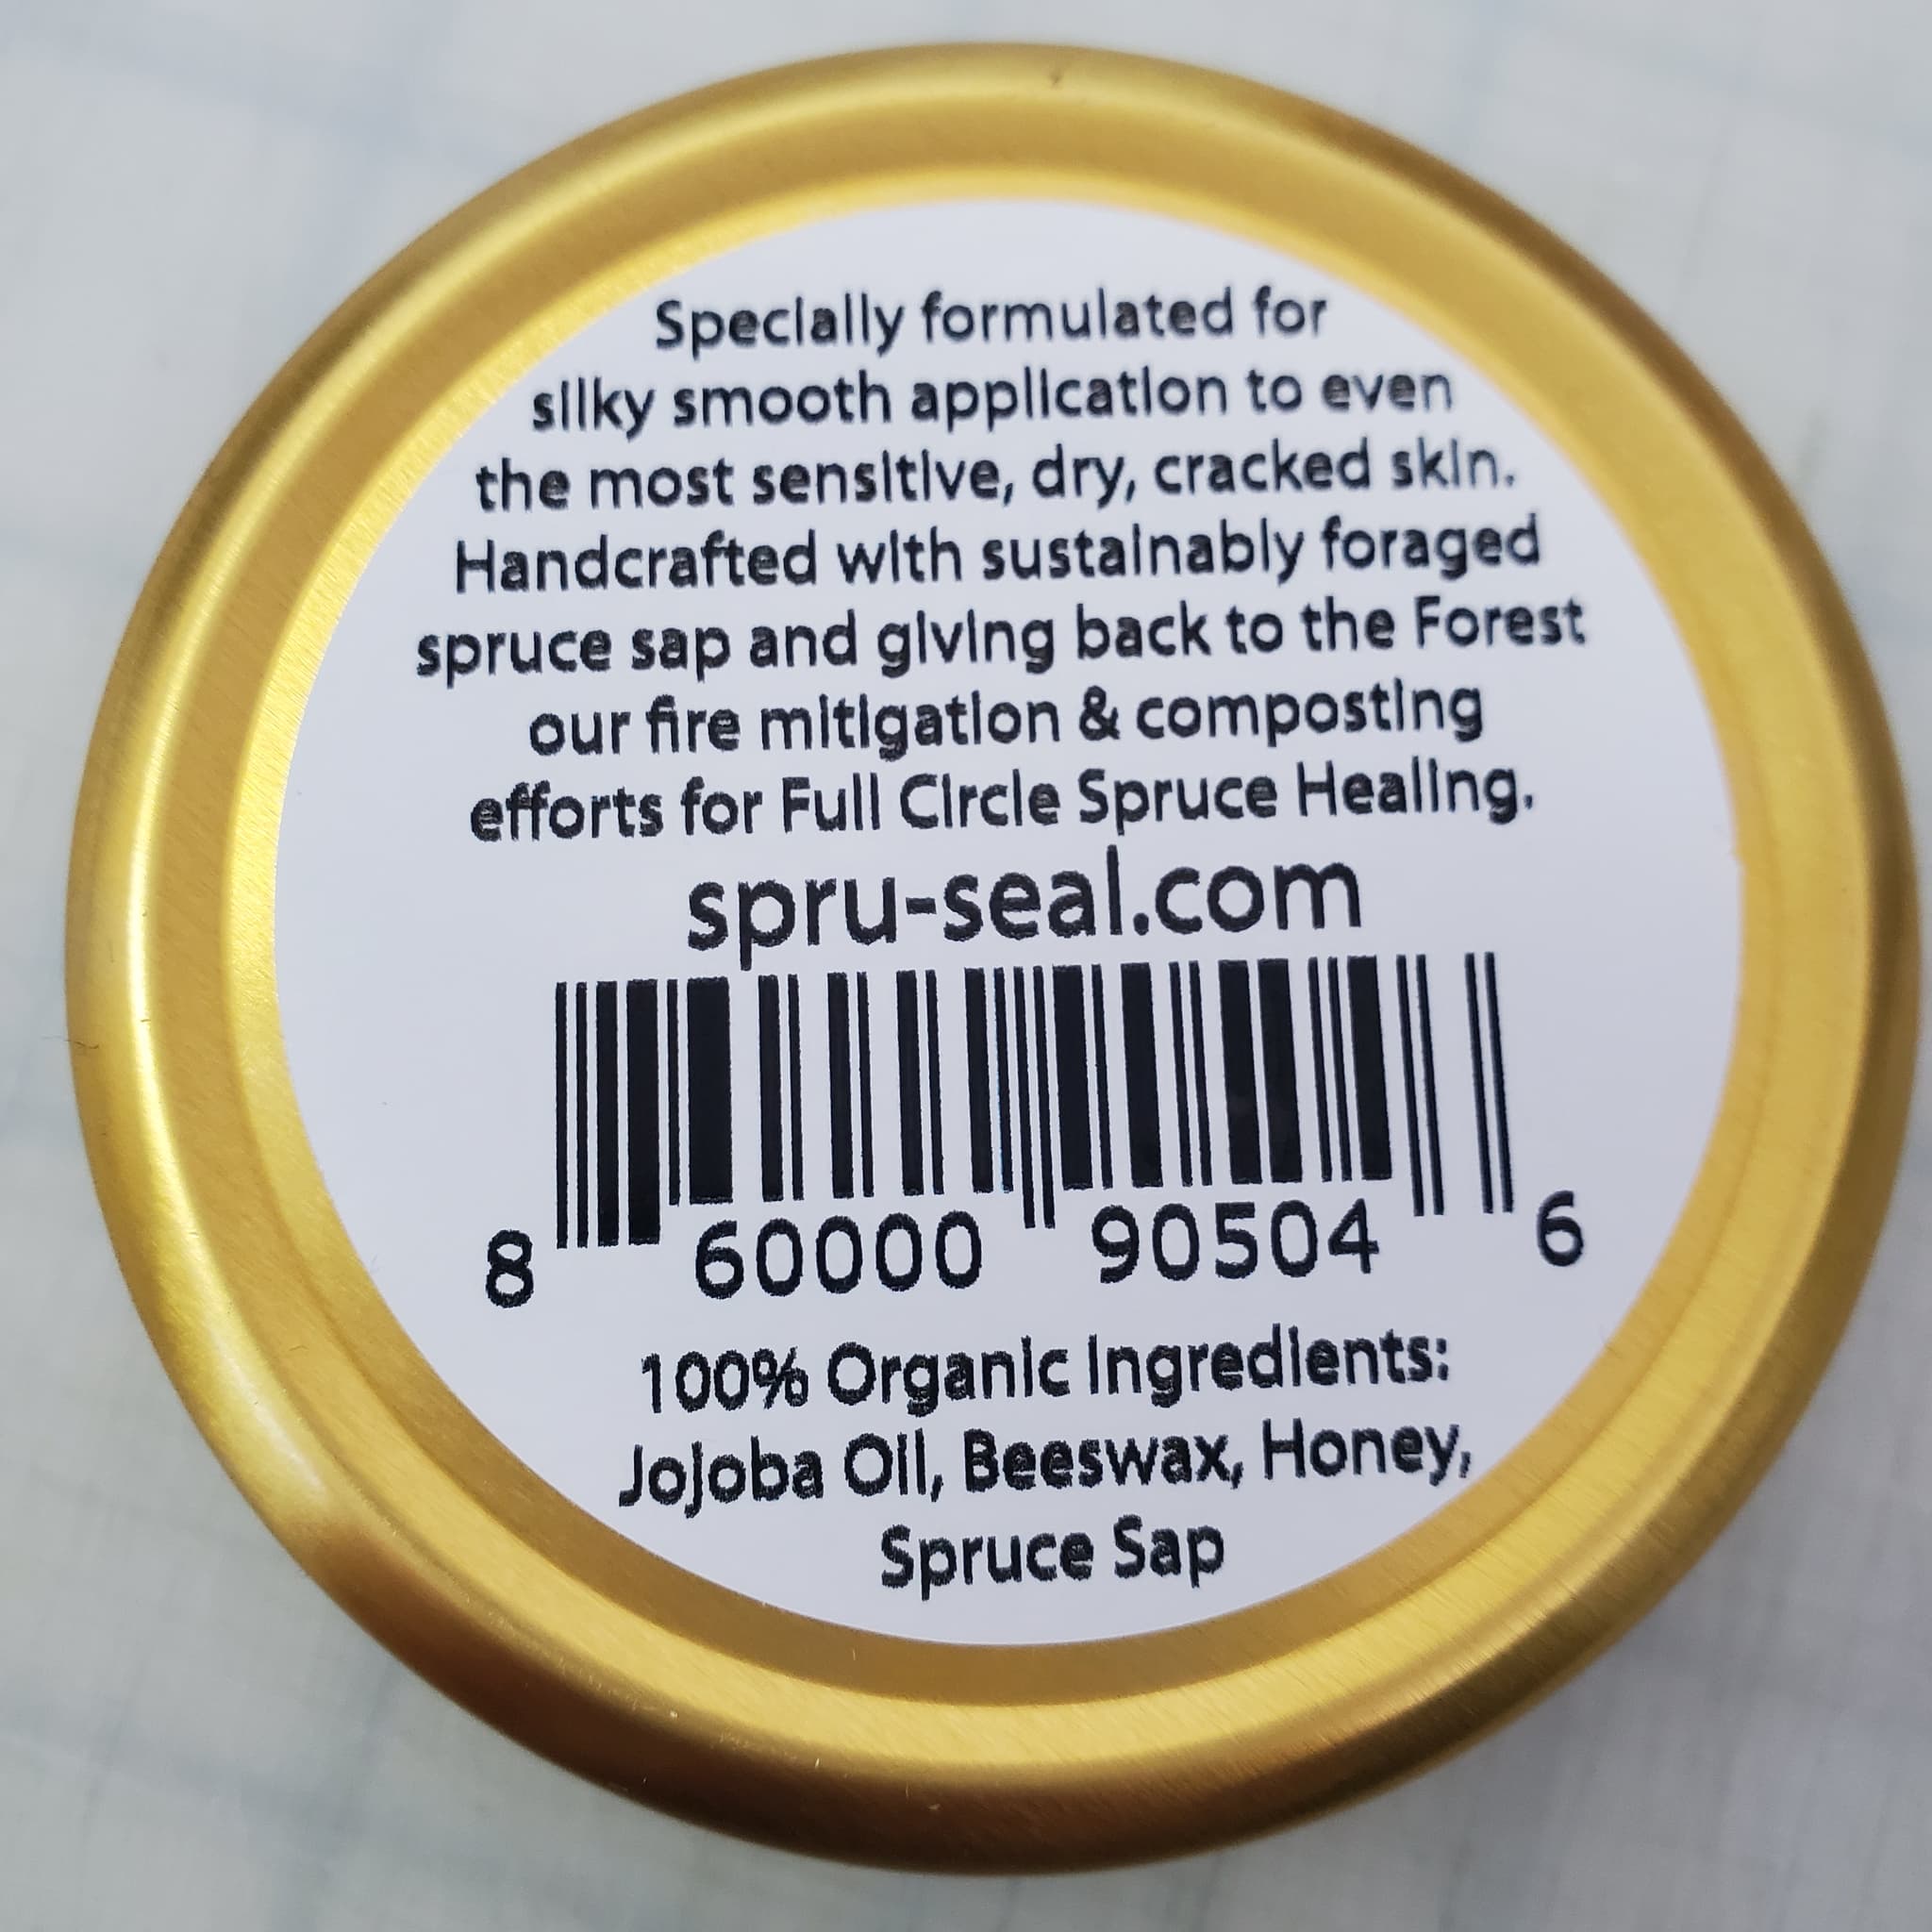 Specially formulated for
silky smooth application to even
the most sensitive, dry, cracked skin.
Handcrafted with sustainably foraged
spruce sap and giving back to the Forest
our fire mitigation & composting
efforts for Full Circle Spruce Healing.
spru-seal.com
8 60000 90504 6
100% Organic Ingredients:
Jojoba Oil, Beeswax, Honey,
Spruce Sap